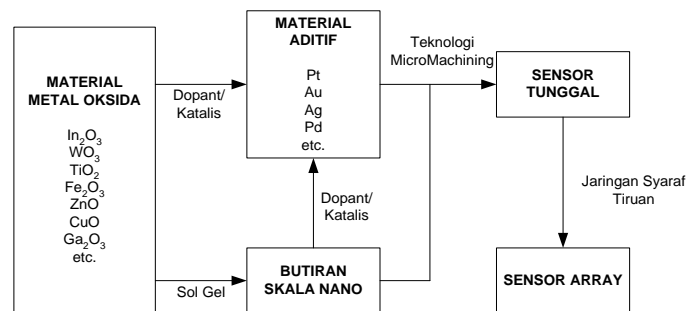 MATERIAL
METAL OKSIDA
In₂O₃
WO₃
TiO₂
Fe₂O₃
ZnO
CuO
Ga₂O₃
etc.
Dopant/
Katalis
Sol Gel
MATERIAL
ADITIF
Pt
Au
Ag
Pd
etc.
Dopant/
Katalis
BUTIRAN
SKALA NANO
Teknologi
MicroMachining
SENSOR
TUNGGAL
Jaringan Syaraf
Tiruan
SENSOR ARRAY